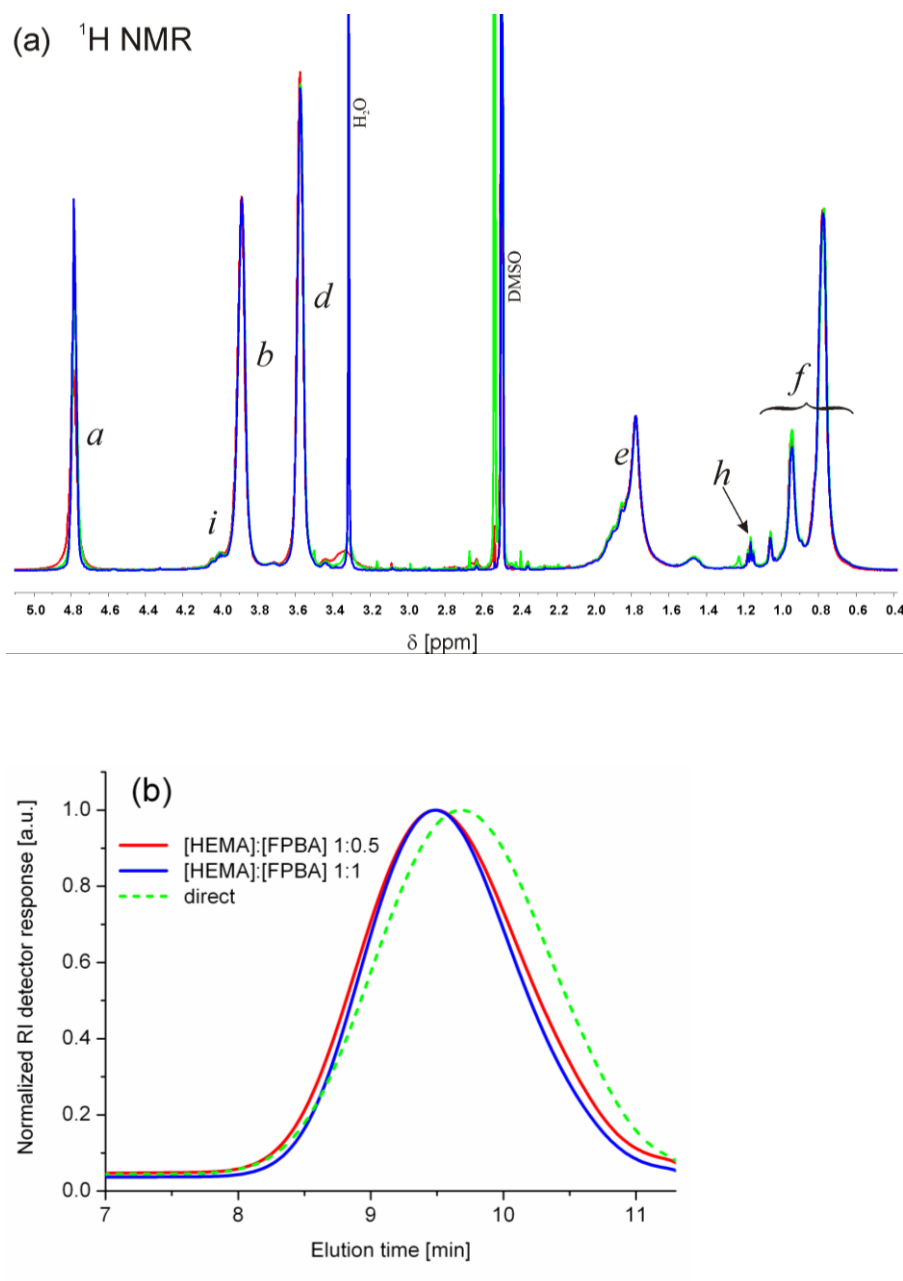 (a) ¹H NMR
H₂O
DMSO
a
i
b
d
e
h
f
5.0 4.8 4.6 4.4 4.2 4.0 3.8 3.6 3.4 3.2 3.0 2.8 2.6 2.4 2.2 2.0 1.8 1.6 1.4 1.2 1.0 0.8 0.6 0.4
δ [ppm]
(b)
Normalized RI detector response [a.u.]
1.0
0.8
0.6
0.4
0.2
0.0
[HEMA]:[FPBA] 1:0.5
[HEMA]:[FPBA] 1:1
direct
7 8 9 10 11
Elution time [min]